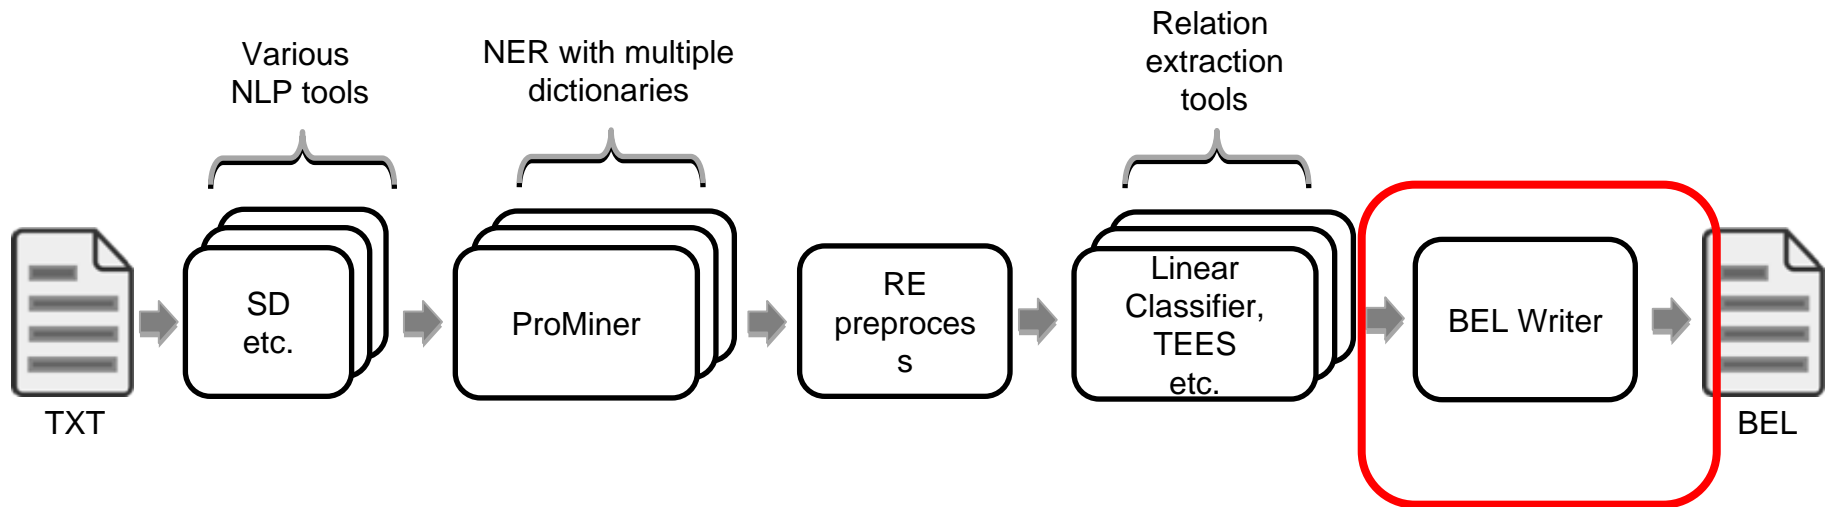 Various
NLP tools
NER with multiple
dictionaries
Relation
extraction
tools
TXT
SD
etc.
ProMiner
RE
preproces
s
Linear
Classifier,
TEES
etc.
BEL Writer
BEL